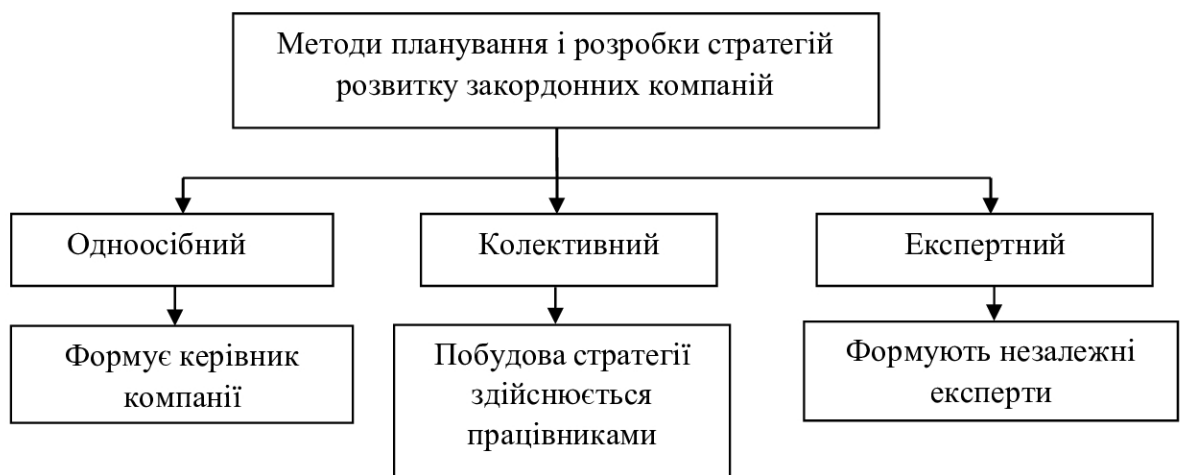 Методи планування і розробки стратегій
розвитку закордонних компаній
Одноосібний
Колективний
Експертний
Формує керівник
компанії
Побудова стратегії
здійснюється
працівниками
Формують незалежні
експерти